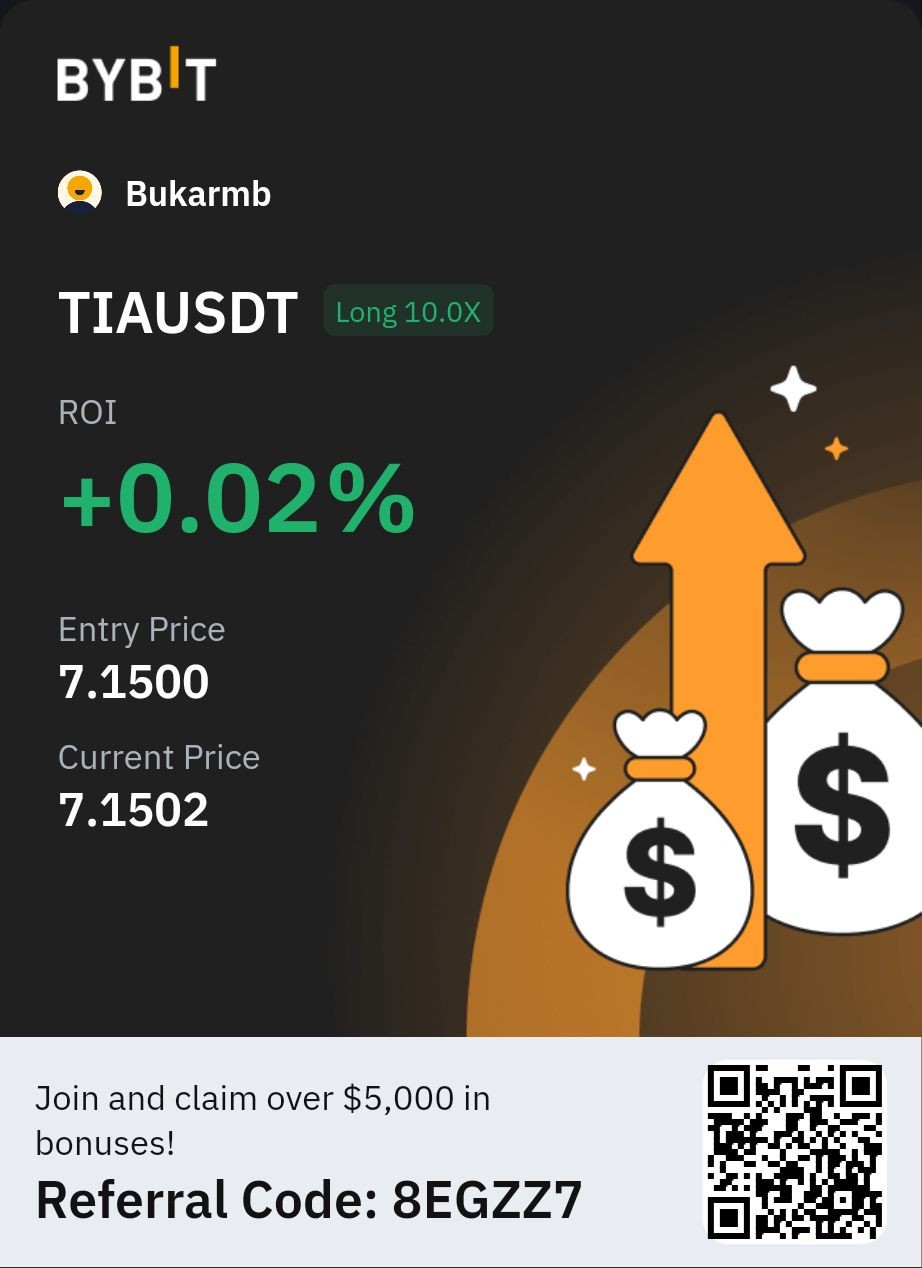 BYBIT
Bukarmb
TIAUSDT Long 10.0X
ROI
+0.02%
Entry Price
7.1500
Current Price
7.1502
$ $
Join and claim over $5,000 in
bonuses!
Referral Code: 8EGZZ7